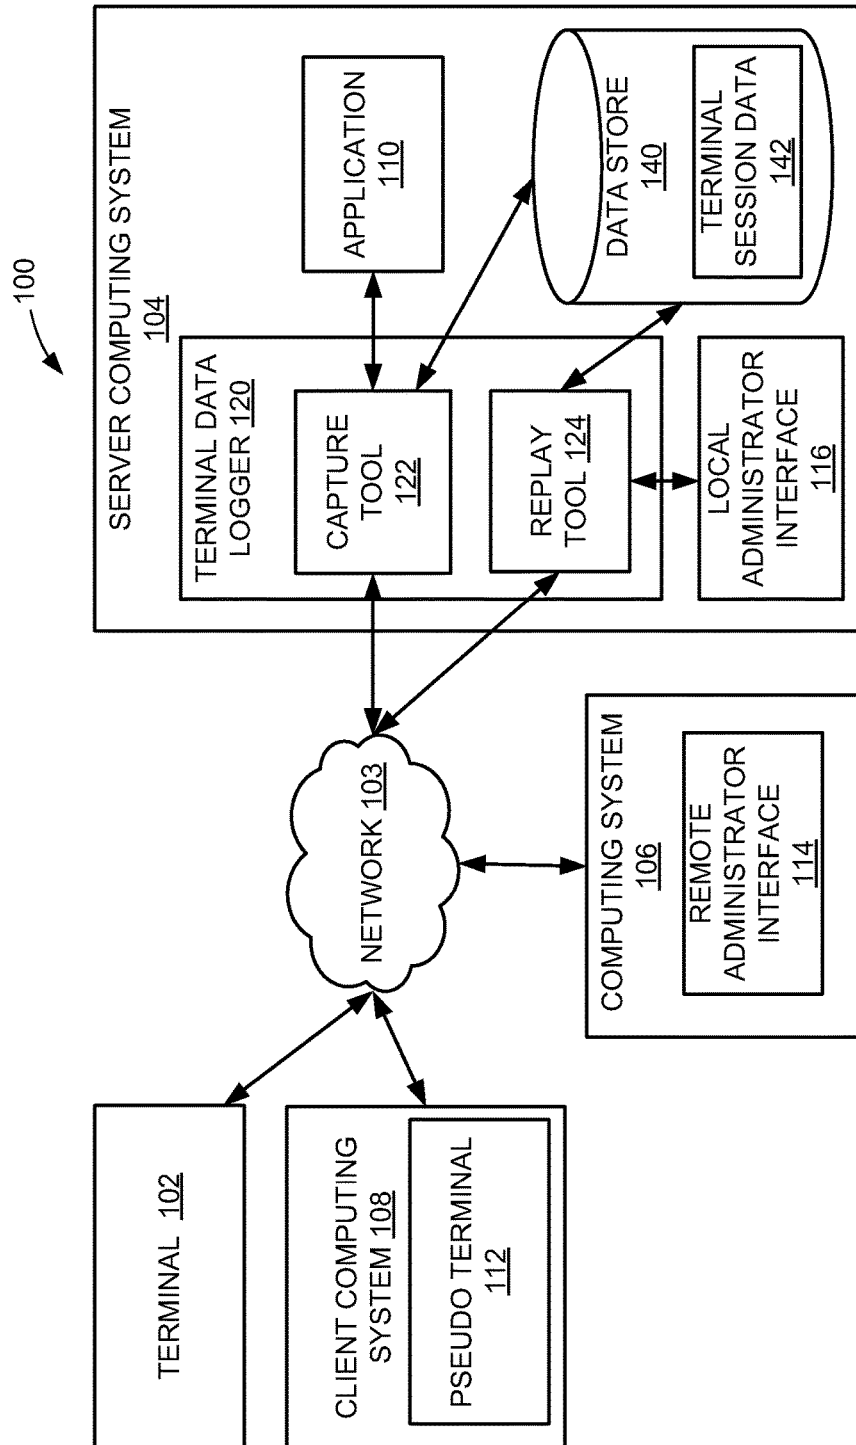 100
TERMINAL 102
CLIENT COMPUTING
SYSTEM 108
PSEUDO TERMINAL
112
NETWORK 103
COMPUTING SYSTEM
106
REMOTE
ADMINISTRATOR
INTERFACE
114
SERVER COMPUTING SYSTEM
104
TERMINAL DATA
LOGGER 120
CAPTURE
TOOL
122
REPLAY
TOOL 124
APPLICATION
110
DATA STORE
140
TERMINAL
SESSION DATA
142
LOCAL
ADMINISTRATOR
INTERFACE
116